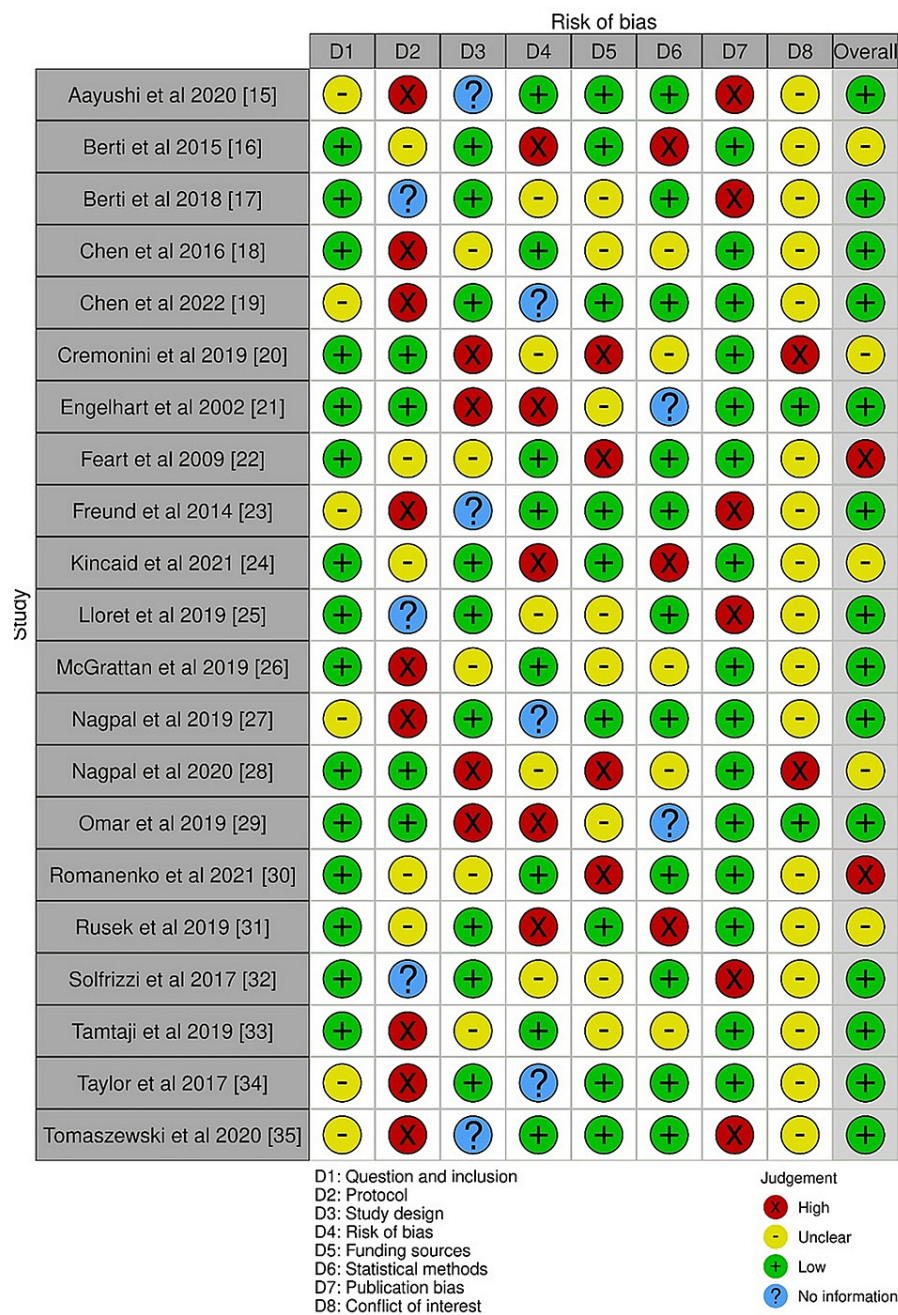 Risk of bias
D1 D2 D3 D4 D5 D6 D7 D8 Overall
Study
Aayushi et al 2020 [15] - X ? + + + X - +
Berti et al 2015 [16] + - + X + X + - -
Berti et al 2018 [17] + ? + - - + X - +
Chen et al 2016 [18] + X - + - - + - +
Chen et al 2022 [19] - X + ? + + + - +
Cremonini et al 2019 [20] + + X - X - + X -
Engelhart et al 2002 [21] + + X X - ? + + +
Feart et al 2009 [22] + - - + X + + - X
Freund et al 2014 [23] - X ? + + + X - +
Kincaid et al 2021 [24] + - + X + X + - -
Lloret et al 2019 [25] + ? + - - + X - +
McGrattan et al 2019 [26] + X - + - - + - +
Nagpal et al 2019 [27] - X + ? + + + - +
Nagpal et al 2020 [28] + + X - X - + X -
Omar et al 2019 [29] + + X X - ? + + +
Romanenko et al 2021 [30] + - - + X + + - X
Rusek et al 2019 [31] + - + X + X + - -
Solfrizzi et al 2017 [32] + ? + - - + X - +
Tamtaji et al 2019 [33] + X - + - - + - +
Taylor et al 2017 [34] - X + ? + + + - +
Tomaszewski et al 2020 [35] - X ? + + + X - +
D1: Question and inclusion
D2: Protocol
D3: Study design
D4: Risk of bias
D5: Funding sources
D6: Statistical methods
D7: Publication bias
D8: Conflict of interest
Judgement
X High
- Unclear
+ Low
? No information